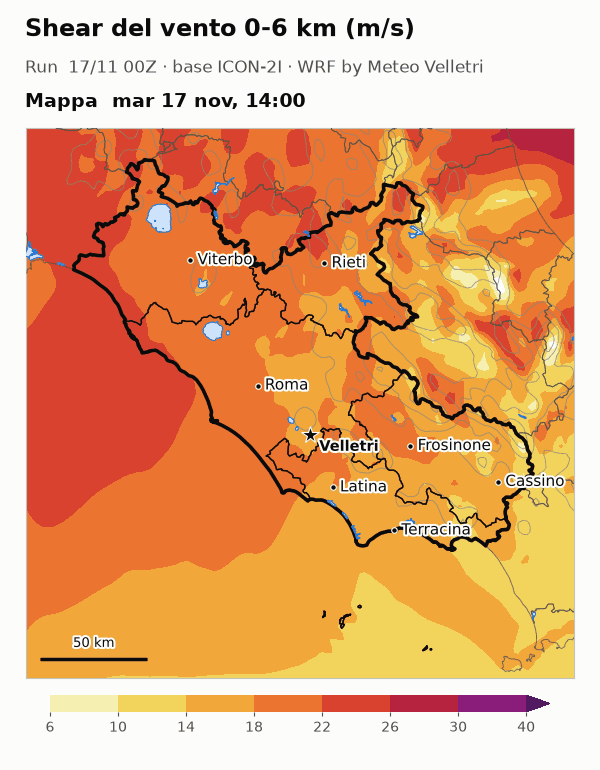 Shear del vento 0-6 km (m/s)
Run  17/11 00Z · base ICON-2I · WRF by Meteo Velletri
Mappa  mar 17 nov, 14:00
Viterbo
Rieti
Roma
Velletri
Frosinone
Cassino
Latina
Terracina
50 km
6 10 14 18 22 26 30 40